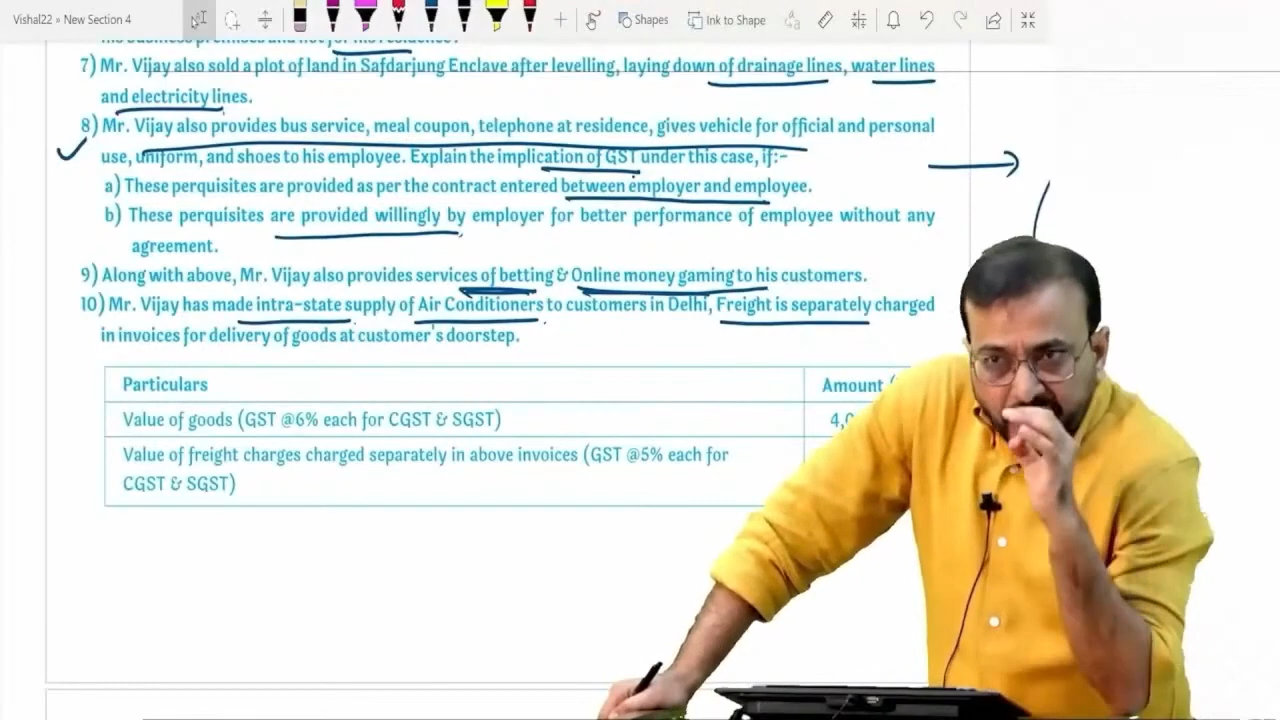 Vishal22 » New Section 4
Shapes
Ink to Shape
7) Mr. Vijay also sold a plot of land in Safdarjung Enclave after levelling, laying down of drainage lines, water lines
and electricity lines.
8) Mr. Vijay also provides bus service, meal coupon, telephone at residence, gives vehicle for official and personal
use, uniform, and shoes to his employee. Explain the implication of GST under this case, if:-
a) These perquisites are provided as per the contract entered between employer and employee.
b) These perquisites are provided willingly by employer for better performance of employee without any
agreement.
9) Along with above, Mr. Vijay also provides services of betting & Online money gaming to his customers.
10) Mr. Vijay has made intra-state supply of Air Conditioners to customers in Delhi, Freight is separately charged
in invoices for delivery of goods at customer's doorstep.
Particulars Amount
Value of goods (GST @6% each for CGST & SGST)
Value of freight charges charged separately in above invoices (GST @5% each for
CGST & SGST)